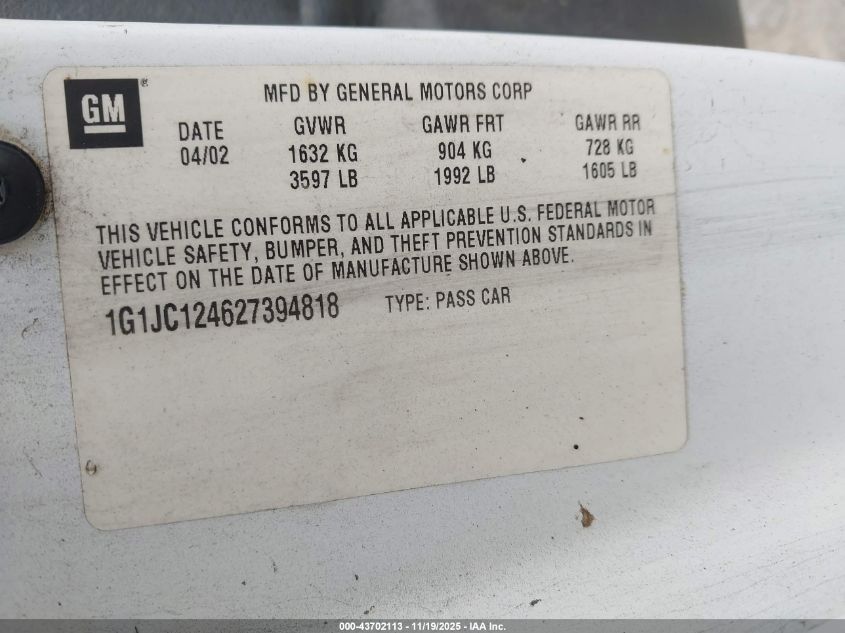 GM ®
MFD BY GENERAL MOTORS CORP
DATE GVWR GAWR FRT GAWR RR
04/02 1632 KG 904 KG 728 KG
3597 LB 1992 LB 1605 LB
THIS VEHICLE CONFORMS TO ALL APPLICABLE U.S. FEDERAL MOTOR
VEHICLE SAFETY, BUMPER, AND THEFT PREVENTION STANDARDS IN
EFFECT ON THE DATE OF MANUFACTURE SHOWN ABOVE.
1G1JC124627394818 TYPE: PASS CAR
000-43702113 - 11/19/2025 - IAA Inc.